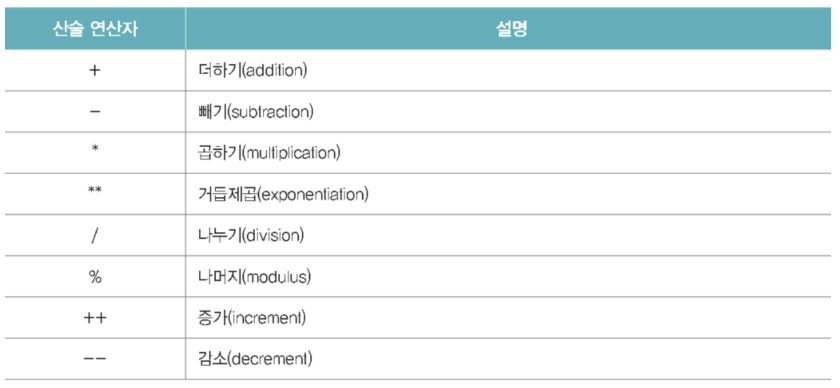 산술 연산자 설명
+ 더하기(addition)
− 빼기(subtraction)
* 곱하기(multiplication)
** 거듭제곱(exponentiation)
/ 나누기(division)
% 나머지(modulus)
++ 증가(increment)
−− 감소(decrement)